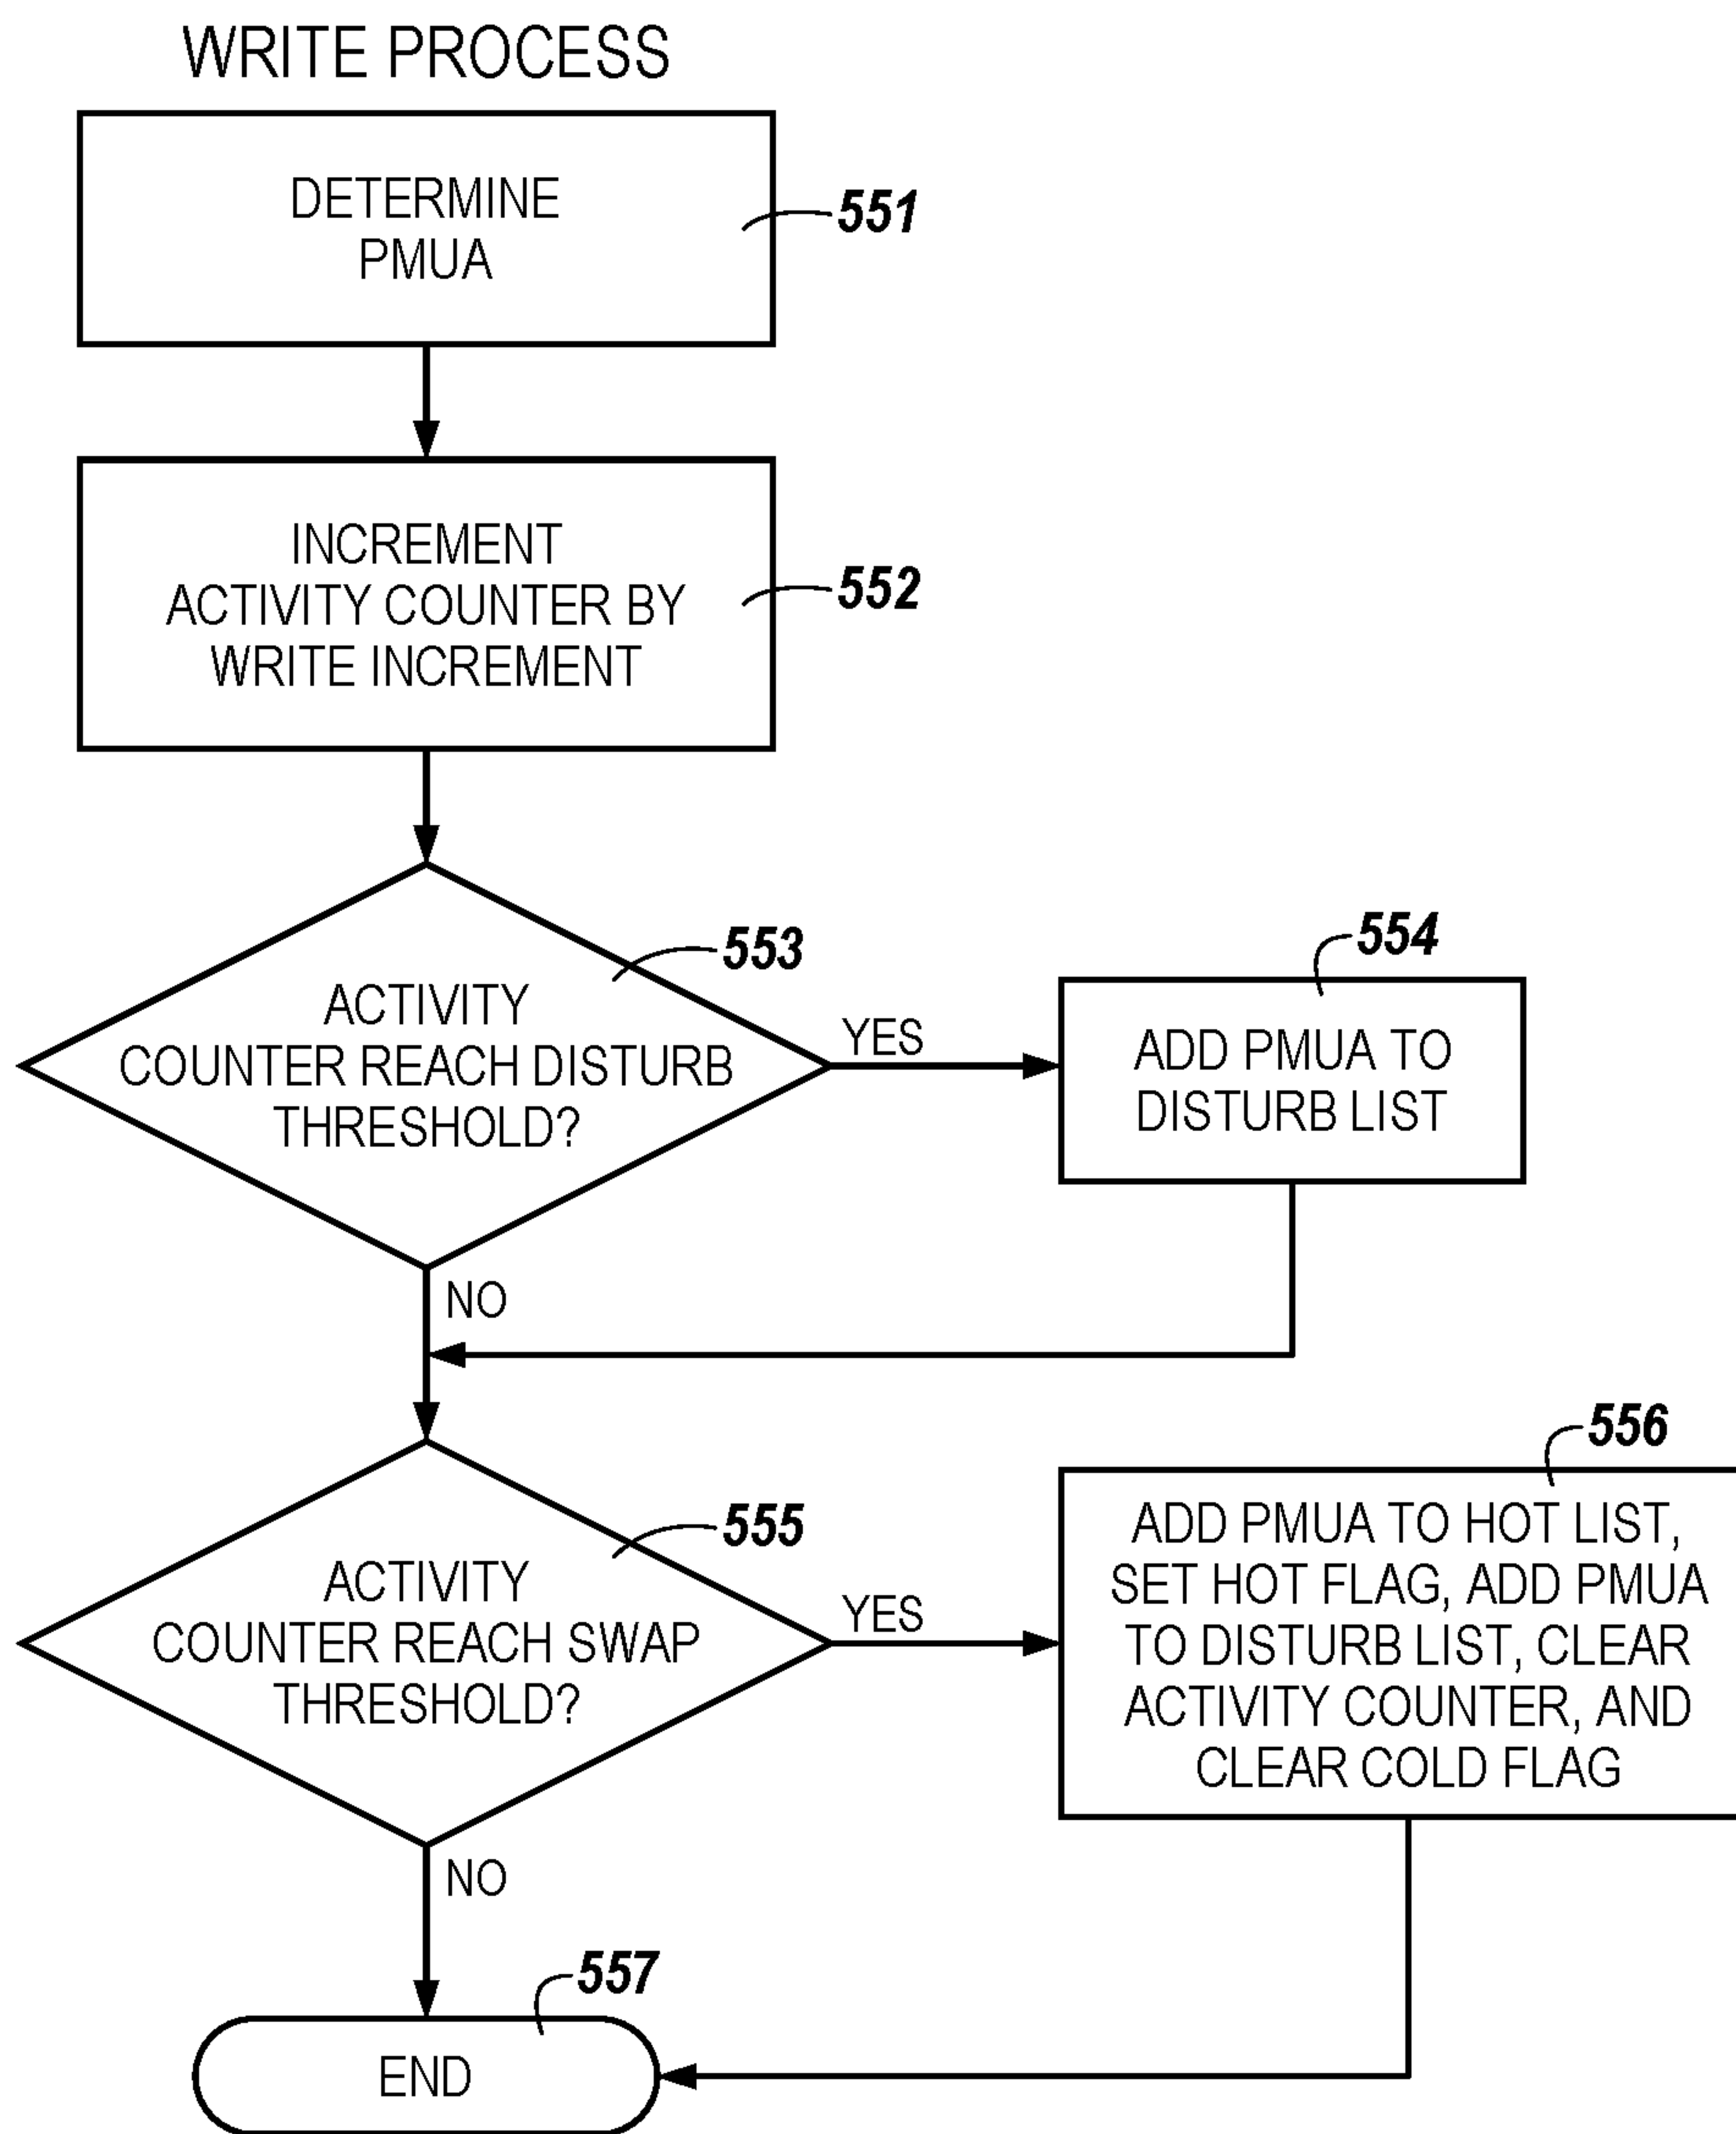 WRITE PROCESS
DETERMINE
PMUA
551
INCREMENT
ACTIVITY COUNTER BY
WRITE INCREMENT
552
553
ACTIVITY
COUNTER REACH DISTURB
THRESHOLD?
YES
554
ADD PMUA TO
DISTURB LIST
NO
555
ACTIVITY
COUNTER REACH SWAP
THRESHOLD?
YES
556
ADD PMUA TO HOT LIST,
SET HOT FLAG, ADD PMUA
TO DISTURB LIST, CLEAR
ACTIVITY COUNTER, AND
CLEAR COLD FLAG
NO
557
END